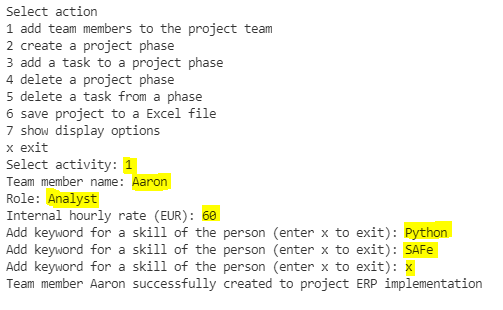 Select action
1 add team members to the project team
2 create a project phase
3 add a task to a project phase
4 delete a project phase
5 delete a task from a phase
6 save project to a Excel file
7 show display options
x exit
Select activity: 1
Team member name: Aaron
Role: Analyst
Internal hourly rate (EUR): 60
Add keyword for a skill of the person (enter x to exit): Python
Add keyword for a skill of the person (enter x to exit): SAFe
Add keyword for a skill of the person (enter x to exit): x
Team member Aaron successfully created to project ERP implementation